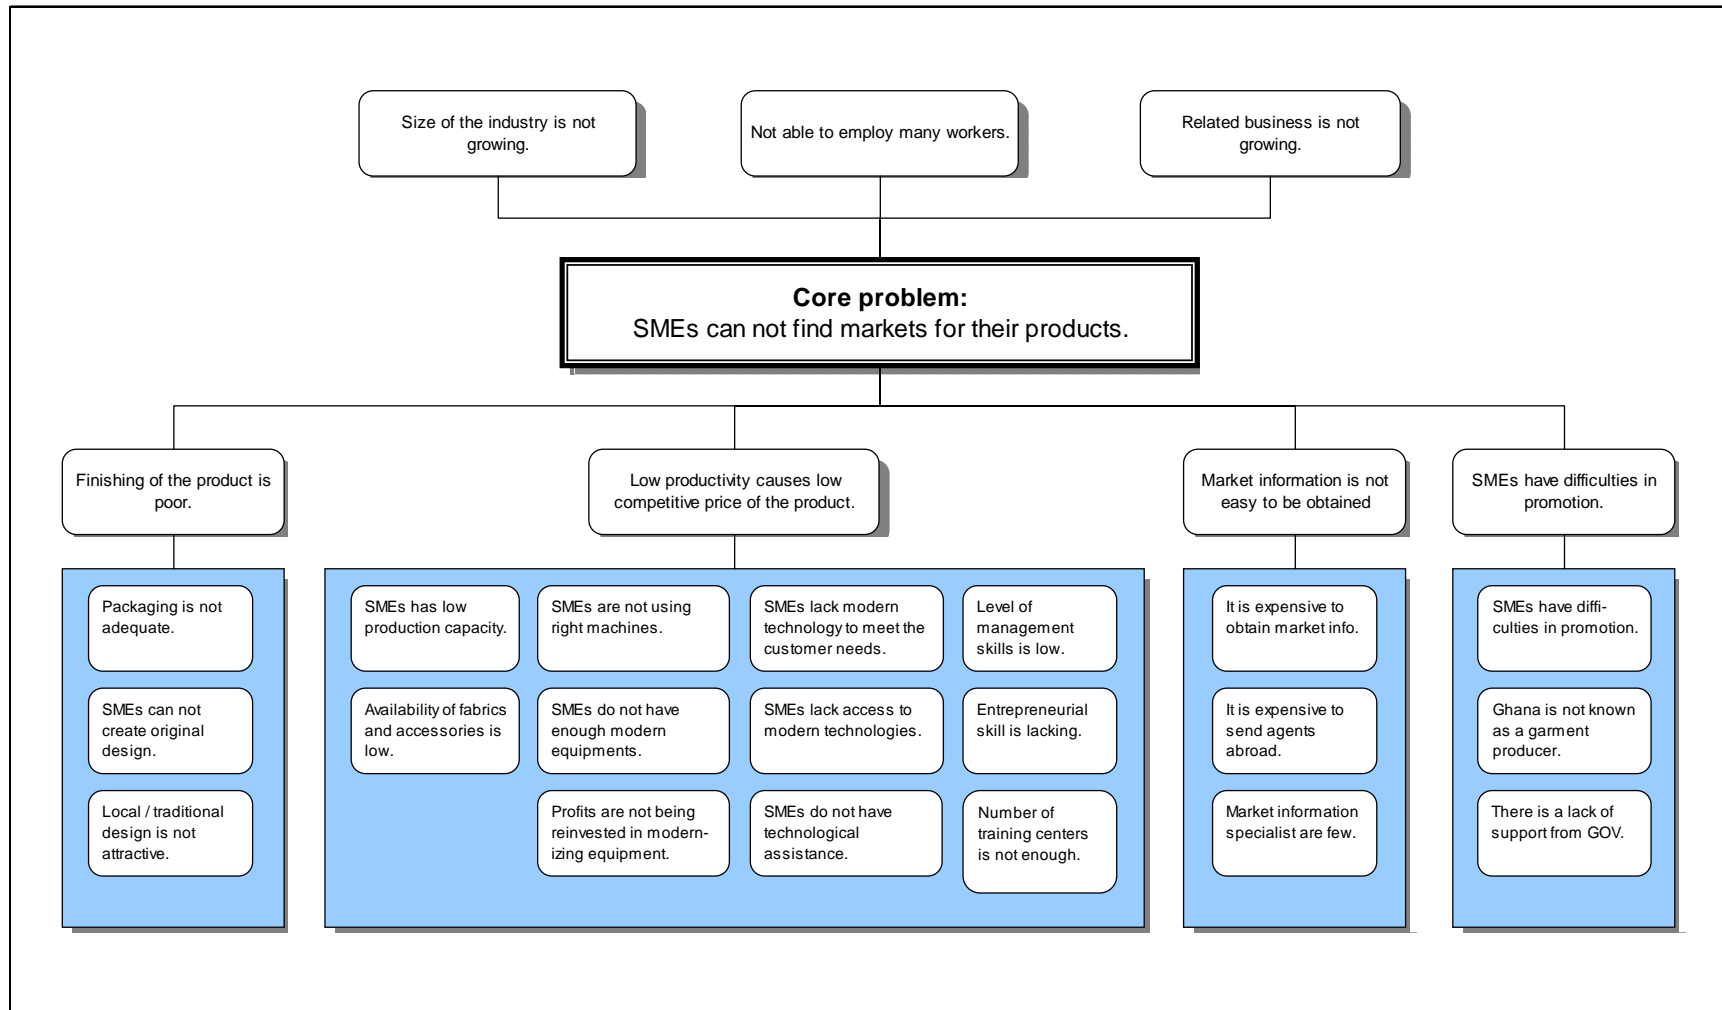 Size of the industry is not
growing.
Not able to employ many workers.
Related business is not
growing.
Core problem:
SMEs can not find markets for their products.
Finishing of the product is
poor.
Low productivity causes low
competitive price of the product.
Market information is not
easy to be obtained
SMEs have difficulties in
promotion.
Packaging is not
adequate.
SMEs can not
create original
design.
Local / traditional
design is not
attractive.
SMEs has low
production capacity.
Availability of fabrics
and accessories is
low.
SMEs are not using
right machines.
SMEs do not have
enough modern
equipments.
Profits are not being
reinvested in modern-
izing equipment.
SMEs lack modern
technology to meet the
customer needs.
SMEs lack access to
modern technologies.
SMEs do not have
technological
assistance.
Level of
management
skills is low.
Entrepreneurial
skill is lacking.
Number of
training centers
is not enough.
It is expensive to
obtain market info.
It is expensive to
send agents
abroad.
Market information
specialist are few.
SMEs have diffi-
culties in promotion.
Ghana is not known
as a garment
producer.
There is a lack of
support from GOV.